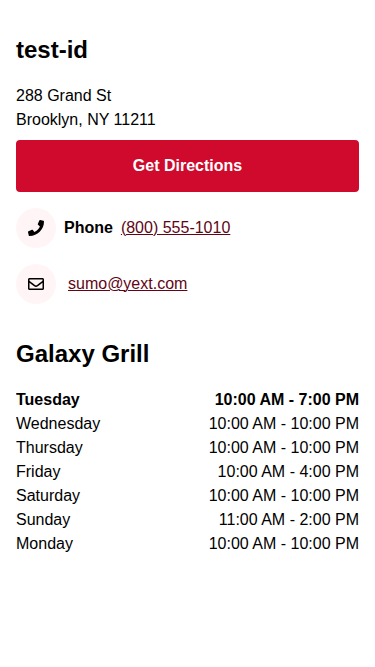 test-id
288 Grand St
Brooklyn, NY 11211
Get Directions
Phone (800) 555-1010
sumo@yext.com
Galaxy Grill
Tuesday 10:00 AM - 7:00 PM
Wednesday 10:00 AM - 10:00 PM
Thursday 10:00 AM - 10:00 PM
Friday 10:00 AM - 4:00 PM
Saturday 10:00 AM - 10:00 PM
Sunday 11:00 AM - 2:00 PM
Monday 10:00 AM - 10:00 PM